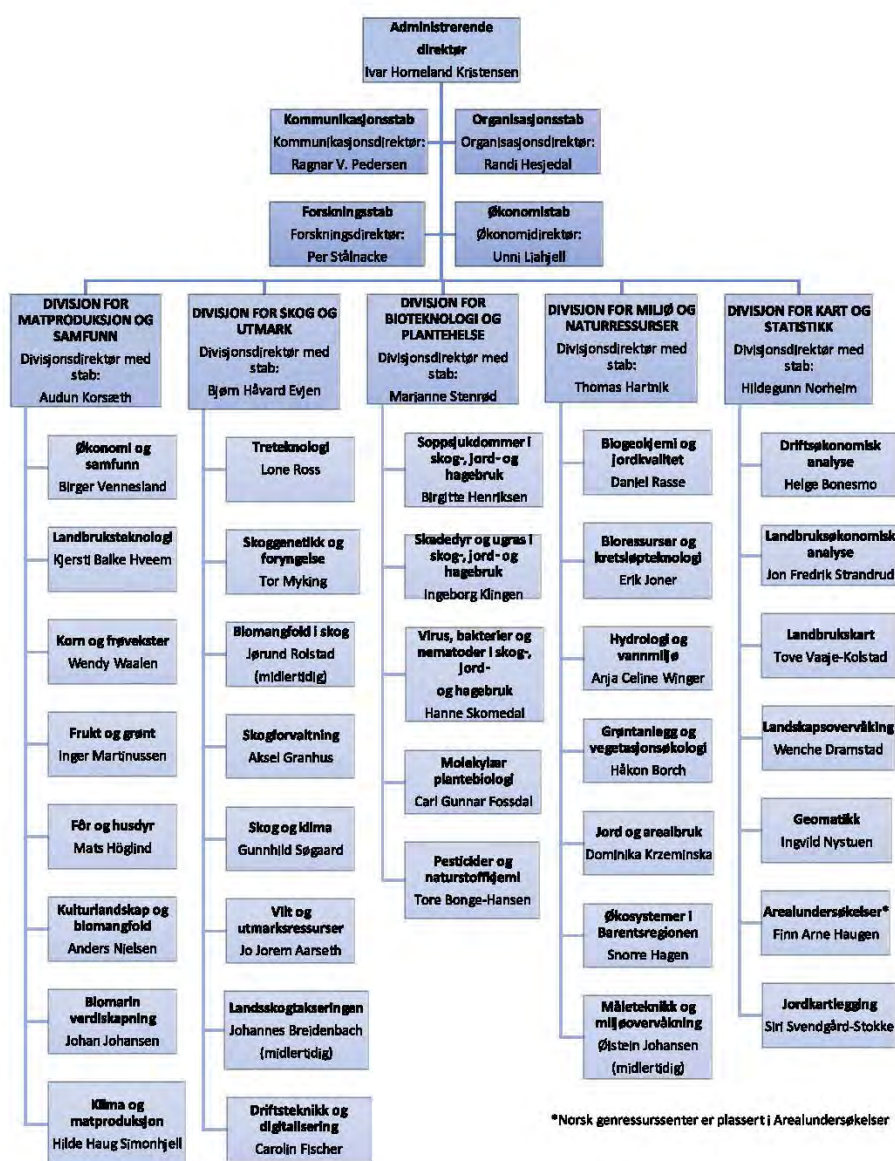 Administrerende
direktør
Ivar Horneland Kristensen
Kommunikasjonsstab
Kommunikasjonsdirektør:
Ragnar V. Pedersen
Organisasjonsstab
Organisasjonsdirektør:
Randi Hesjedal
Forskningsstab
Forskningsdirektør:
Per Stålnacke
Økonomistab
Økonomidirektør:
Unni Liahjell
DIVISJON FOR
MATPRODUKSJON OG
SAMFUNN
Divisjonsdirektør med
stab:
Audun Korsæth
Økonomi og
samfunn
Birger Vennesland
Landbruksteknologi
Kjersti Balke Hveem
Korn og frøvekster
Wendy Waalen
Frukt og grønt
Inger Martinussen
Fôr og husdyr
Mats Höglind
Kulturlandskap og
biomangfold
Anders Nielsen
Biomarin
verdiskapning
Johan Johansen
Klima og
matproduksjon
Hilde Haug Simonhjell
DIVISJON FOR SKOG OG
UTMARK
Divisjonsdirektør med
stab:
Bjørn Håvard Evjen
Treteknologi
Lone Ross
Skoggenetikk og
foryngelse
Tor Myking
Biomangfold i skog
Jørund Rolstad
(midlertidig)
Skogforvaltning
Aksel Granhus
Skog og klima
Gunnhild Søgaard
Vilt og
utmarksressurser
Jo Jorem Aarseth
Landsskogtakseringen
Johannes Breidenbach
(midlertidig)
Driftsteknikk og
digitalisering
Carolin Fischer
DIVISJON FOR
BIOTEKNOLOGI OG
PLANTEHELSE
Divisjonsdirektør med
stab:
Marianne Stenrød
Soppsjukdommer i
skog-, jord- og
hagebruk
Birgitte Henriksen
Skadedyr og ugras i
skog-, jord- og
hagebruk
Ingeborg Klingen
Virus, bakterier og
nematoder i skog-,
jord-
og hagebruk
Hanne Skomedal
Molekylær
plantebiologi
Carl Gunnar Fossdal
Pesticider og
naturstoffkjemi
Tore Bonge-Hansen
DIVISJON FOR MILJØ OG
NATURRESSURSER
Divisjonsdirektør med
stab:
Thomas Hartnik
Biogeokjemi og
jordkvalitet
Daniel Rasse
Bioressurser og
kretsløpteknologi
Erik Joner
Hydrologi og
vannmiljø
Anja Celine Winger
Grøntanlegg og
vegetasjonsøkologi
Håkon Borch
Jord og arealbruk
Dominika Krzeminska
Økosystemer i
Barentsregionen
Snorre Hagen
Måleteknikk og
miljøovervåkning
Øistein Johansen
(midlertidig)
DIVISJON FOR KART OG
STATISTIKK
Divisjonsdirektør med
stab:
Hildegunn Norheim
Driftsøkonomisk
analyse
Helge Bonesmo
Landbruksøkonomisk
analyse
Jon Fredrik Strandrud
Landbrukskart
Tove Vaaje-Kolstad
Landskapsovervåking
Wenche Dramstad
Geomatikk
Ingvild Nystuen
Arealundersøkelser*
Finn Arne Haugen
Jordkartlegging
Siri Svendgård-Stokke
*Norsk genressurssenter er plassert i Arealundersøkelser